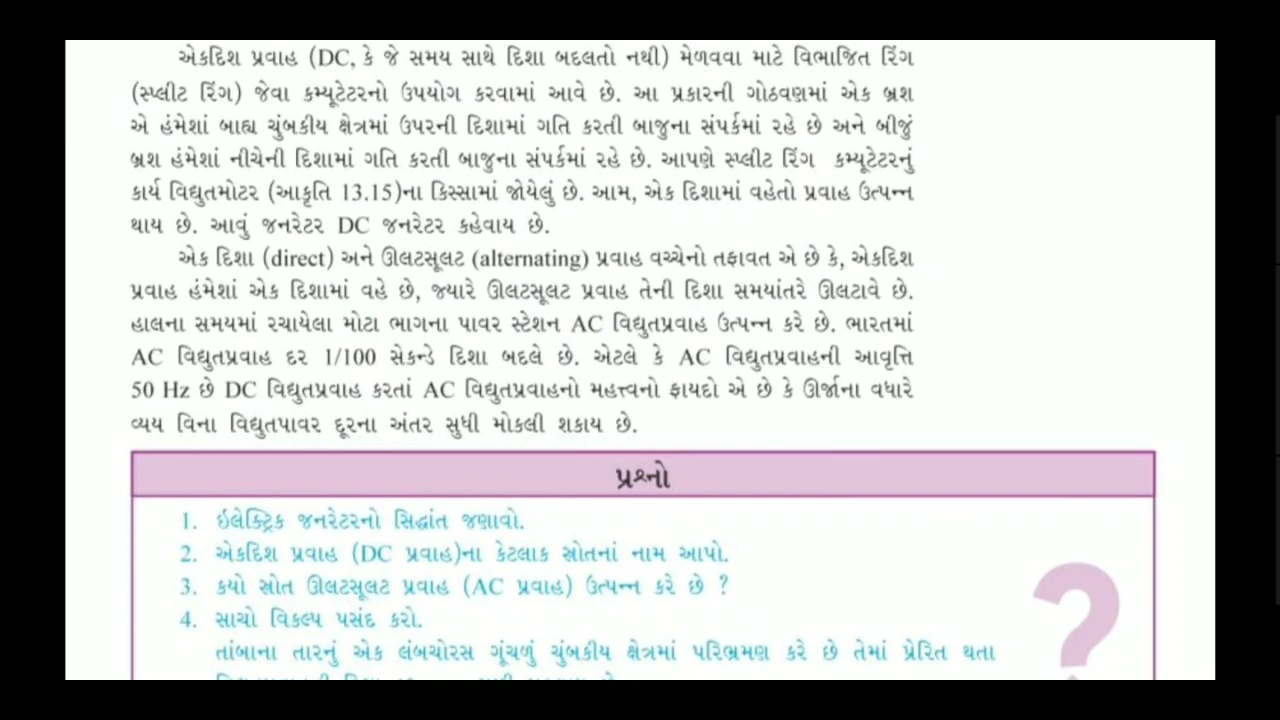 એકદિશ પ્રવાહ (DC, કે જે સમય સાથે દિશા બદલતો નથી) મેળવવા માટે વિભાજિત રિંગ
(સ્પ્લીટ રિંગ) જેવા કમ્યૂટેટરનો ઉપયોગ કરવામાં આવે છે. આ પ્રકારની ગોઠવણમાં એક બ્રશ
એ હંમેશાં બાહ્ય ચુંબકીય ક્ષેત્રમાં ઉપરની દિશામાં ગતિ કરતી બાજુના સંપર્કમાં રહે છે અને બીજું
બ્રશ હંમેશાં નીચેની દિશામાં ગતિ કરતી બાજુના સંપર્કમાં રહે છે. આપણે સ્પ્લીટ રિંગ કમ્યૂટેટરનું
કાર્ય વિદ્યુતમોટર (આકૃતિ 13.15)ના કિસ્સામાં જોયેલું છે. આમ, એક દિશામાં વહેતો પ્રવાહ ઉત્પન્ન
થાય છે. આવું જનરેટર DC જનરેટર કહેવાય છે.
એક દિશા (direct) અને ઊલટસૂલટ (alternating) પ્રવાહ વચ્ચેનો તફાવત એ છે કે, એકદિશ
પ્રવાહ હંમેશાં એક દિશામાં વહે છે, જ્યારે ઊલટસૂલટ પ્રવાહ તેની દિશા સમયાંતરે ઊલટાવે છે.
હાલના સમયમાં રચાયેલા મોટા ભાગના પાવર સ્ટેશન AC વિદ્યુતપ્રવાહ ઉત્પન્ન કરે છે. ભારતમાં
AC વિદ્યુતપ્રવાહ દર 1/100 સેકન્ડે દિશા બદલે છે. એટલે કે AC વિદ્યુતપ્રવાહની આવૃત્તિ
50 Hz છે DC વિદ્યુતપ્રવાહ કરતાં AC વિદ્યુતપ્રવાહનો મહત્ત્વનો ફાયદો એ છે કે ઊર્જાના વધારે
વ્યય વિના વિદ્યુતપાવર દૂરના અંતર સુધી મોકલી શકાય છે.
પ્રશ્નો
1. ઇલેક્ટ્રિક જનરેટરનો સિદ્ધાંત જણાવો.
2. એકદિશ પ્રવાહ (DC પ્રવાહ)ના કેટલાક સ્રોતનાં નામ આપો.
3. કયો સ્રોત ઊલટસૂલટ પ્રવાહ (AC પ્રવાહ) ઉત્પન્ન કરે છે ?
4. સાચો વિકલ્પ પસંદ કરો.
તાંબાના તારનું એક લંબચોરસ ગૂંચળું ચુંબકીય ક્ષેત્રમાં પરિભ્રમણ કરે છે તેમાં પ્રેરિત થતા
?